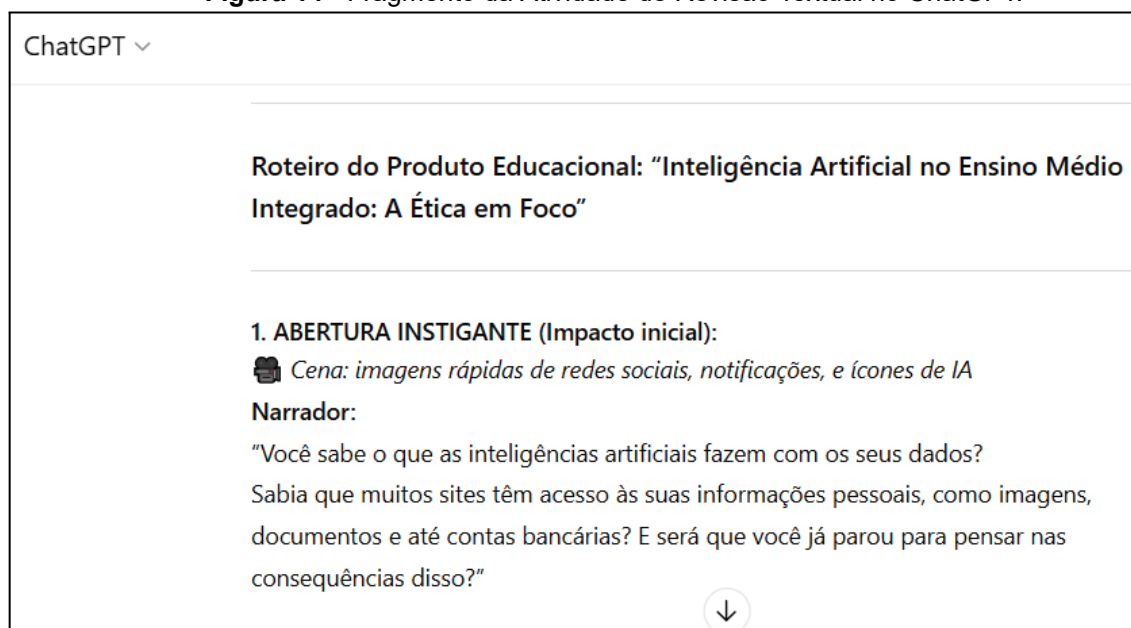 ChatGPT
Roteiro do Produto Educacional: “Inteligência Artificial no Ensino Médio
Integrado: A Ética em Foco”
1. ABERTURA INSTIGANTE (Impacto inicial):
🎥 Cena: imagens rápidas de redes sociais, notificações, e ícones de IA
Narrador:
“Você sabe o que as inteligências artificiais fazem com os seus dados?
Sabia que muitos sites têm acesso às suas informações pessoais, como imagens,
documentos e até contas bancárias? E será que você já parou para pensar nas
consequências disso?”